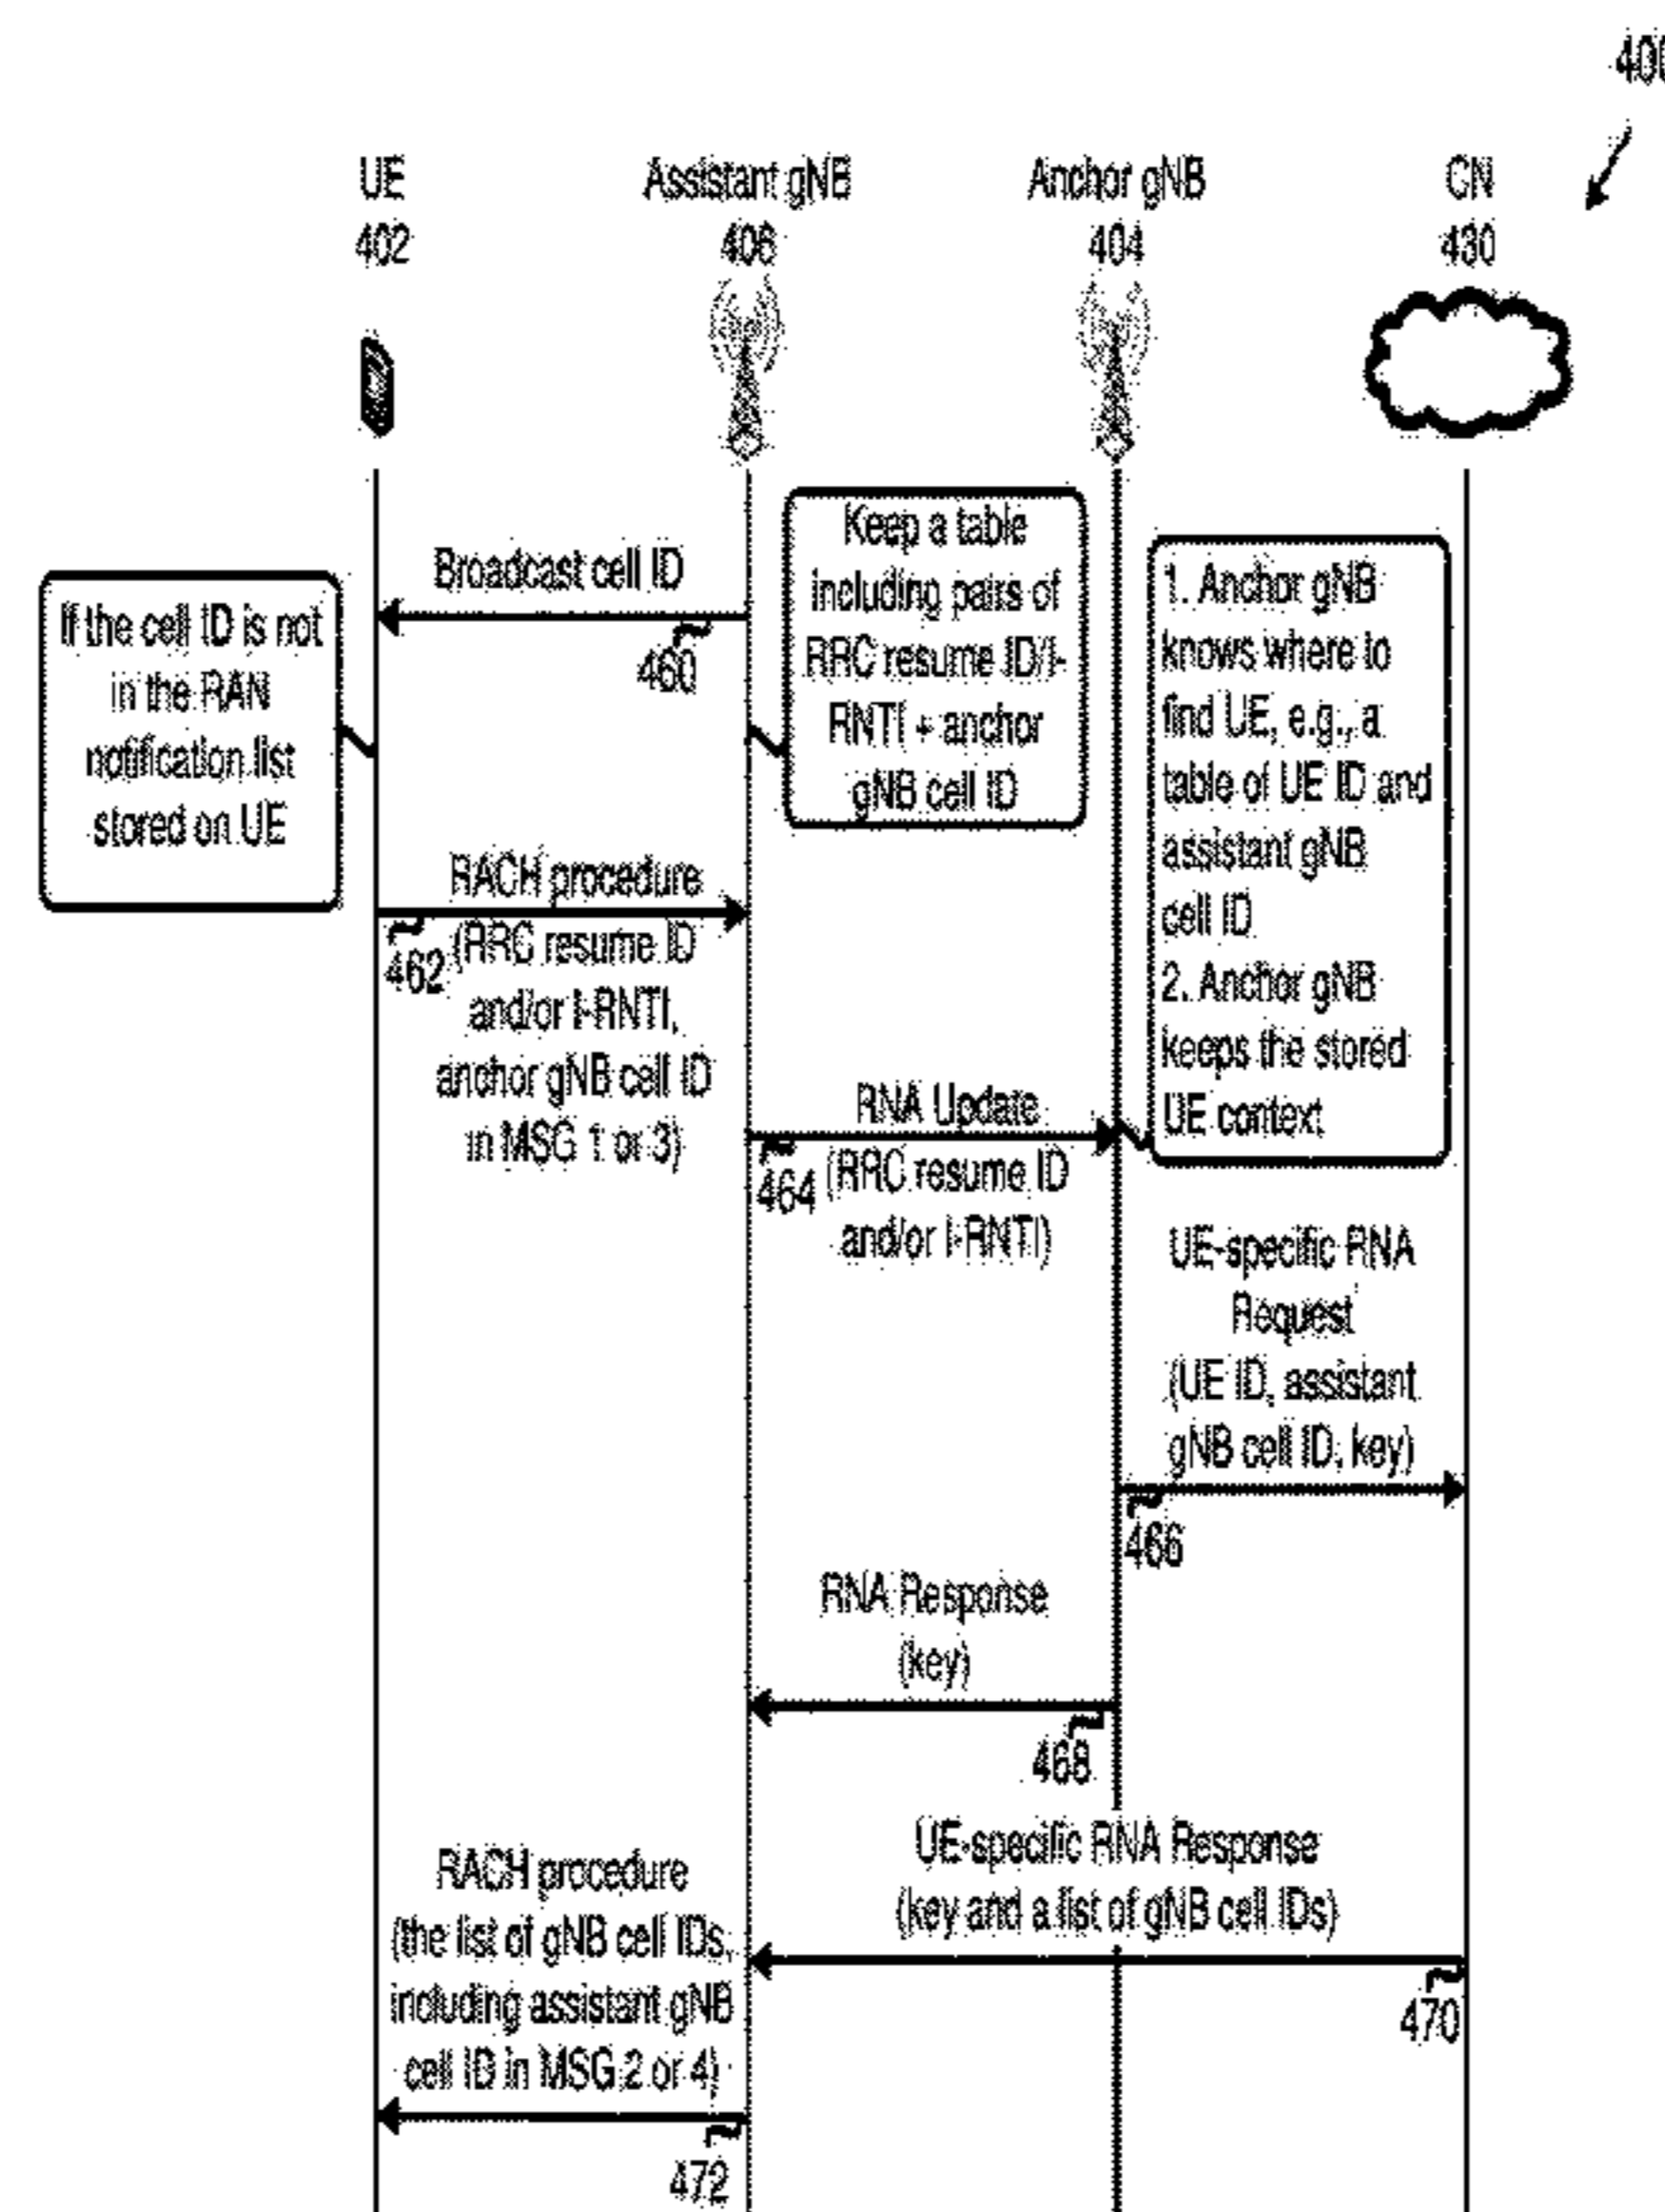 400
UE
402
Assistant gNB
406
Anchor gNB
404
CN
430
Broadcast cell ID
460
If the cell ID is not
in the RAN
notification list
stored on UE
Keep a table
including pairs of
RRC resume ID/I-
RNTI + anchor
gNB cell ID
1. Anchor gNB
knows where to
find UE, e.g., a
table of UE ID and
assistant gNB
cell ID
2. Anchor gNB
keeps the stored
UE context
RACH procedure
462
(RRC resume ID
and/or I-RNTI,
anchor gNB cell ID
in MSG 1 or 3)
RNA Update
464
(RRC resume ID
and/or I-RNTI)
UE-specific RNA
Request
(UE ID, assistant
gNB cell ID, key)
466
RNA Response
(key)
468
UE-specific RNA Response
(key and a list of gNB cell IDs)
470
RACH procedure
(the list of gNB cell IDs,
including assistant gNB
cell ID in MSG 2 or 4)
472